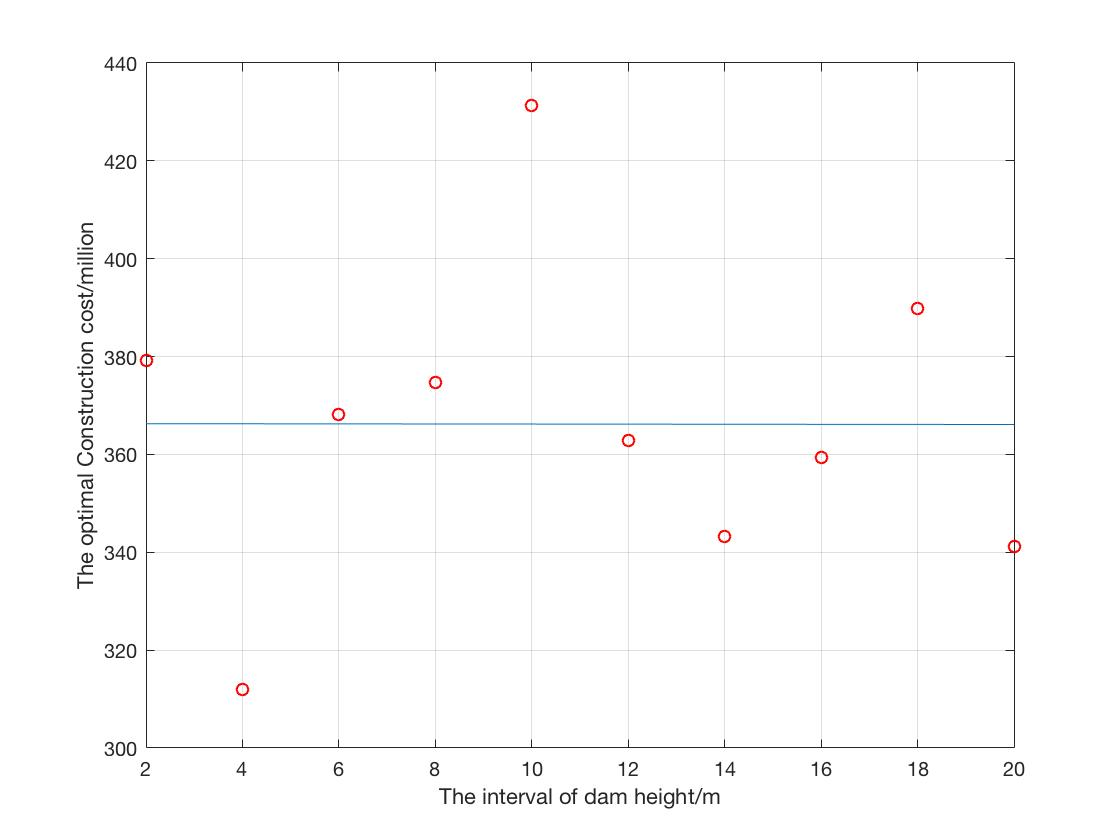 440
420
400
380
360
340
320
300
2 4 6 8 10 12 14 16 18 20
The optimal Construction cost/million
The interval of dam height/m